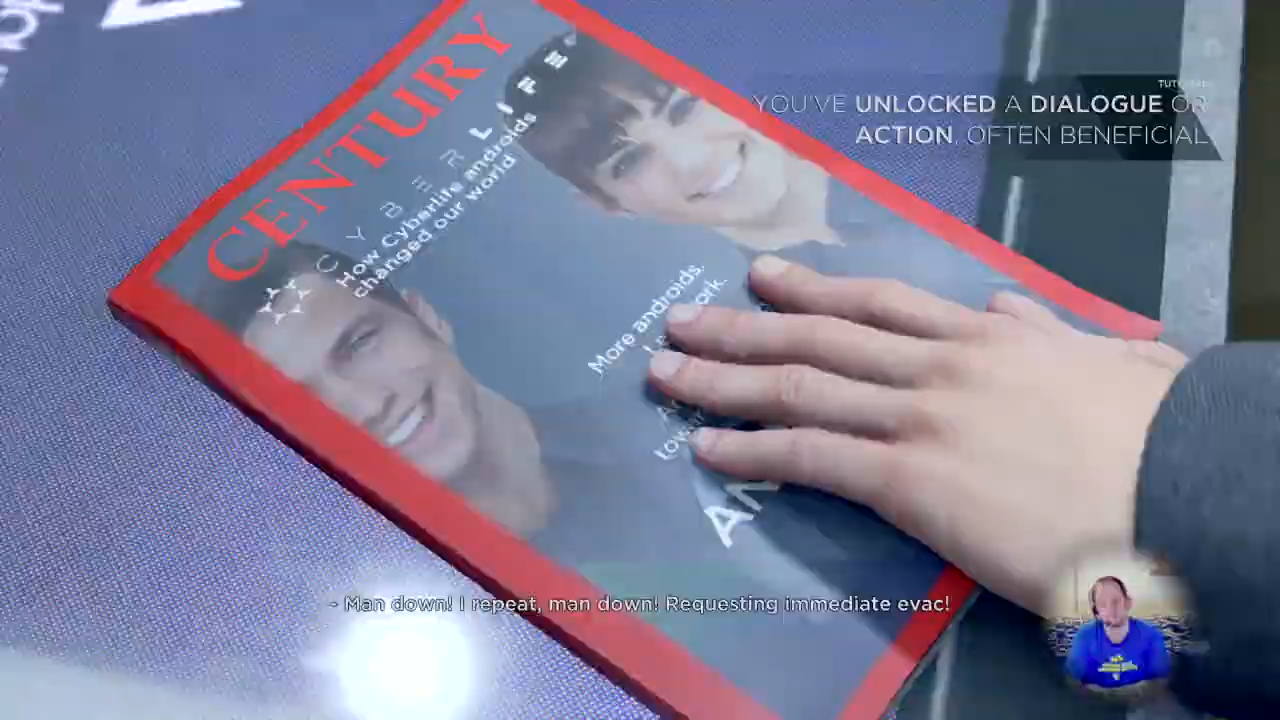 CENTURY
CYBERLIFE
How Cyberlife androids
changed our world
More androids.
TUTORIAL
YOU'VE UNLOCKED A DIALOGUE OR
ACTION, OFTEN BENEFICIAL
- Man down! I repeat, man down! Requesting immediate evac!